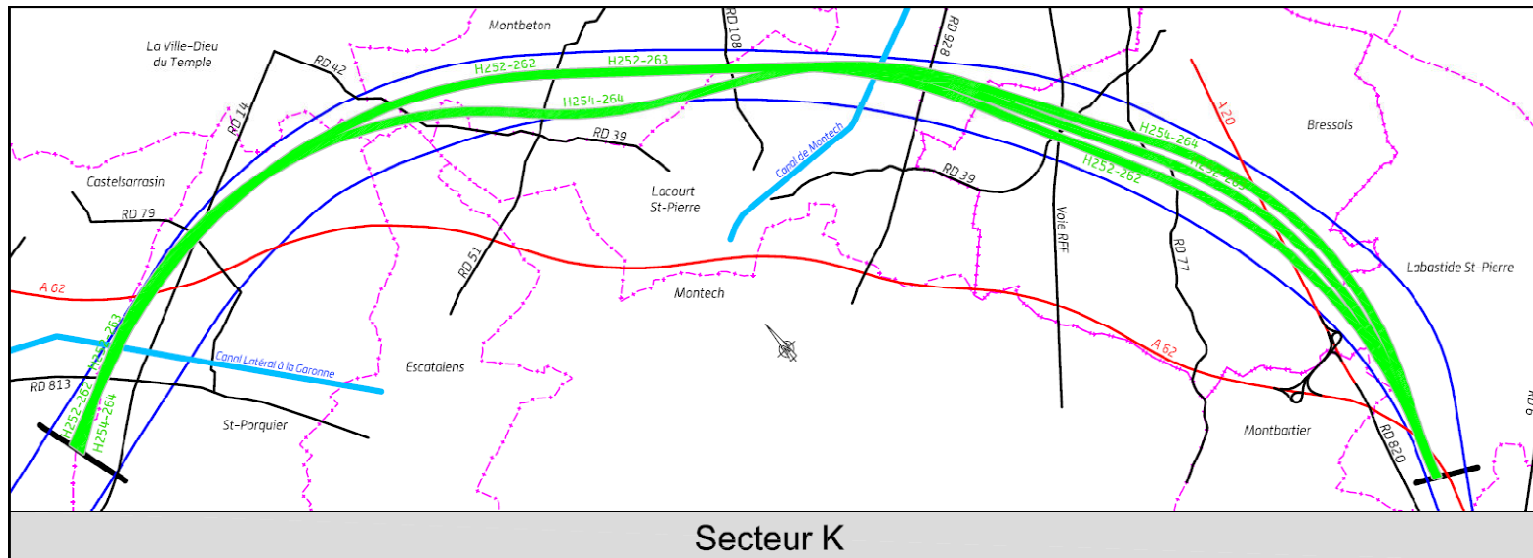 Montbeton
La Ville-Dieu
du Temple
RD 42
RD 14
H252-262
H252-263
H254-264
RD 108
RD 928
RD 39
Castelsarrasin
RD 79
RD 51
Lacourt
St-Pierre
Canal de Montech
RD 39
Voie RFF
RD 77
H254-264
H252-263
H252-262
A 20
Bressols
Labastide St-Pierre
A 62
Montech
A 62
H252-263
Canal Latéral à la Garonne
Escatalens
RD 813
H252-262
H254-264
St-Porquier
Montbartier
RD 820
Secteur K